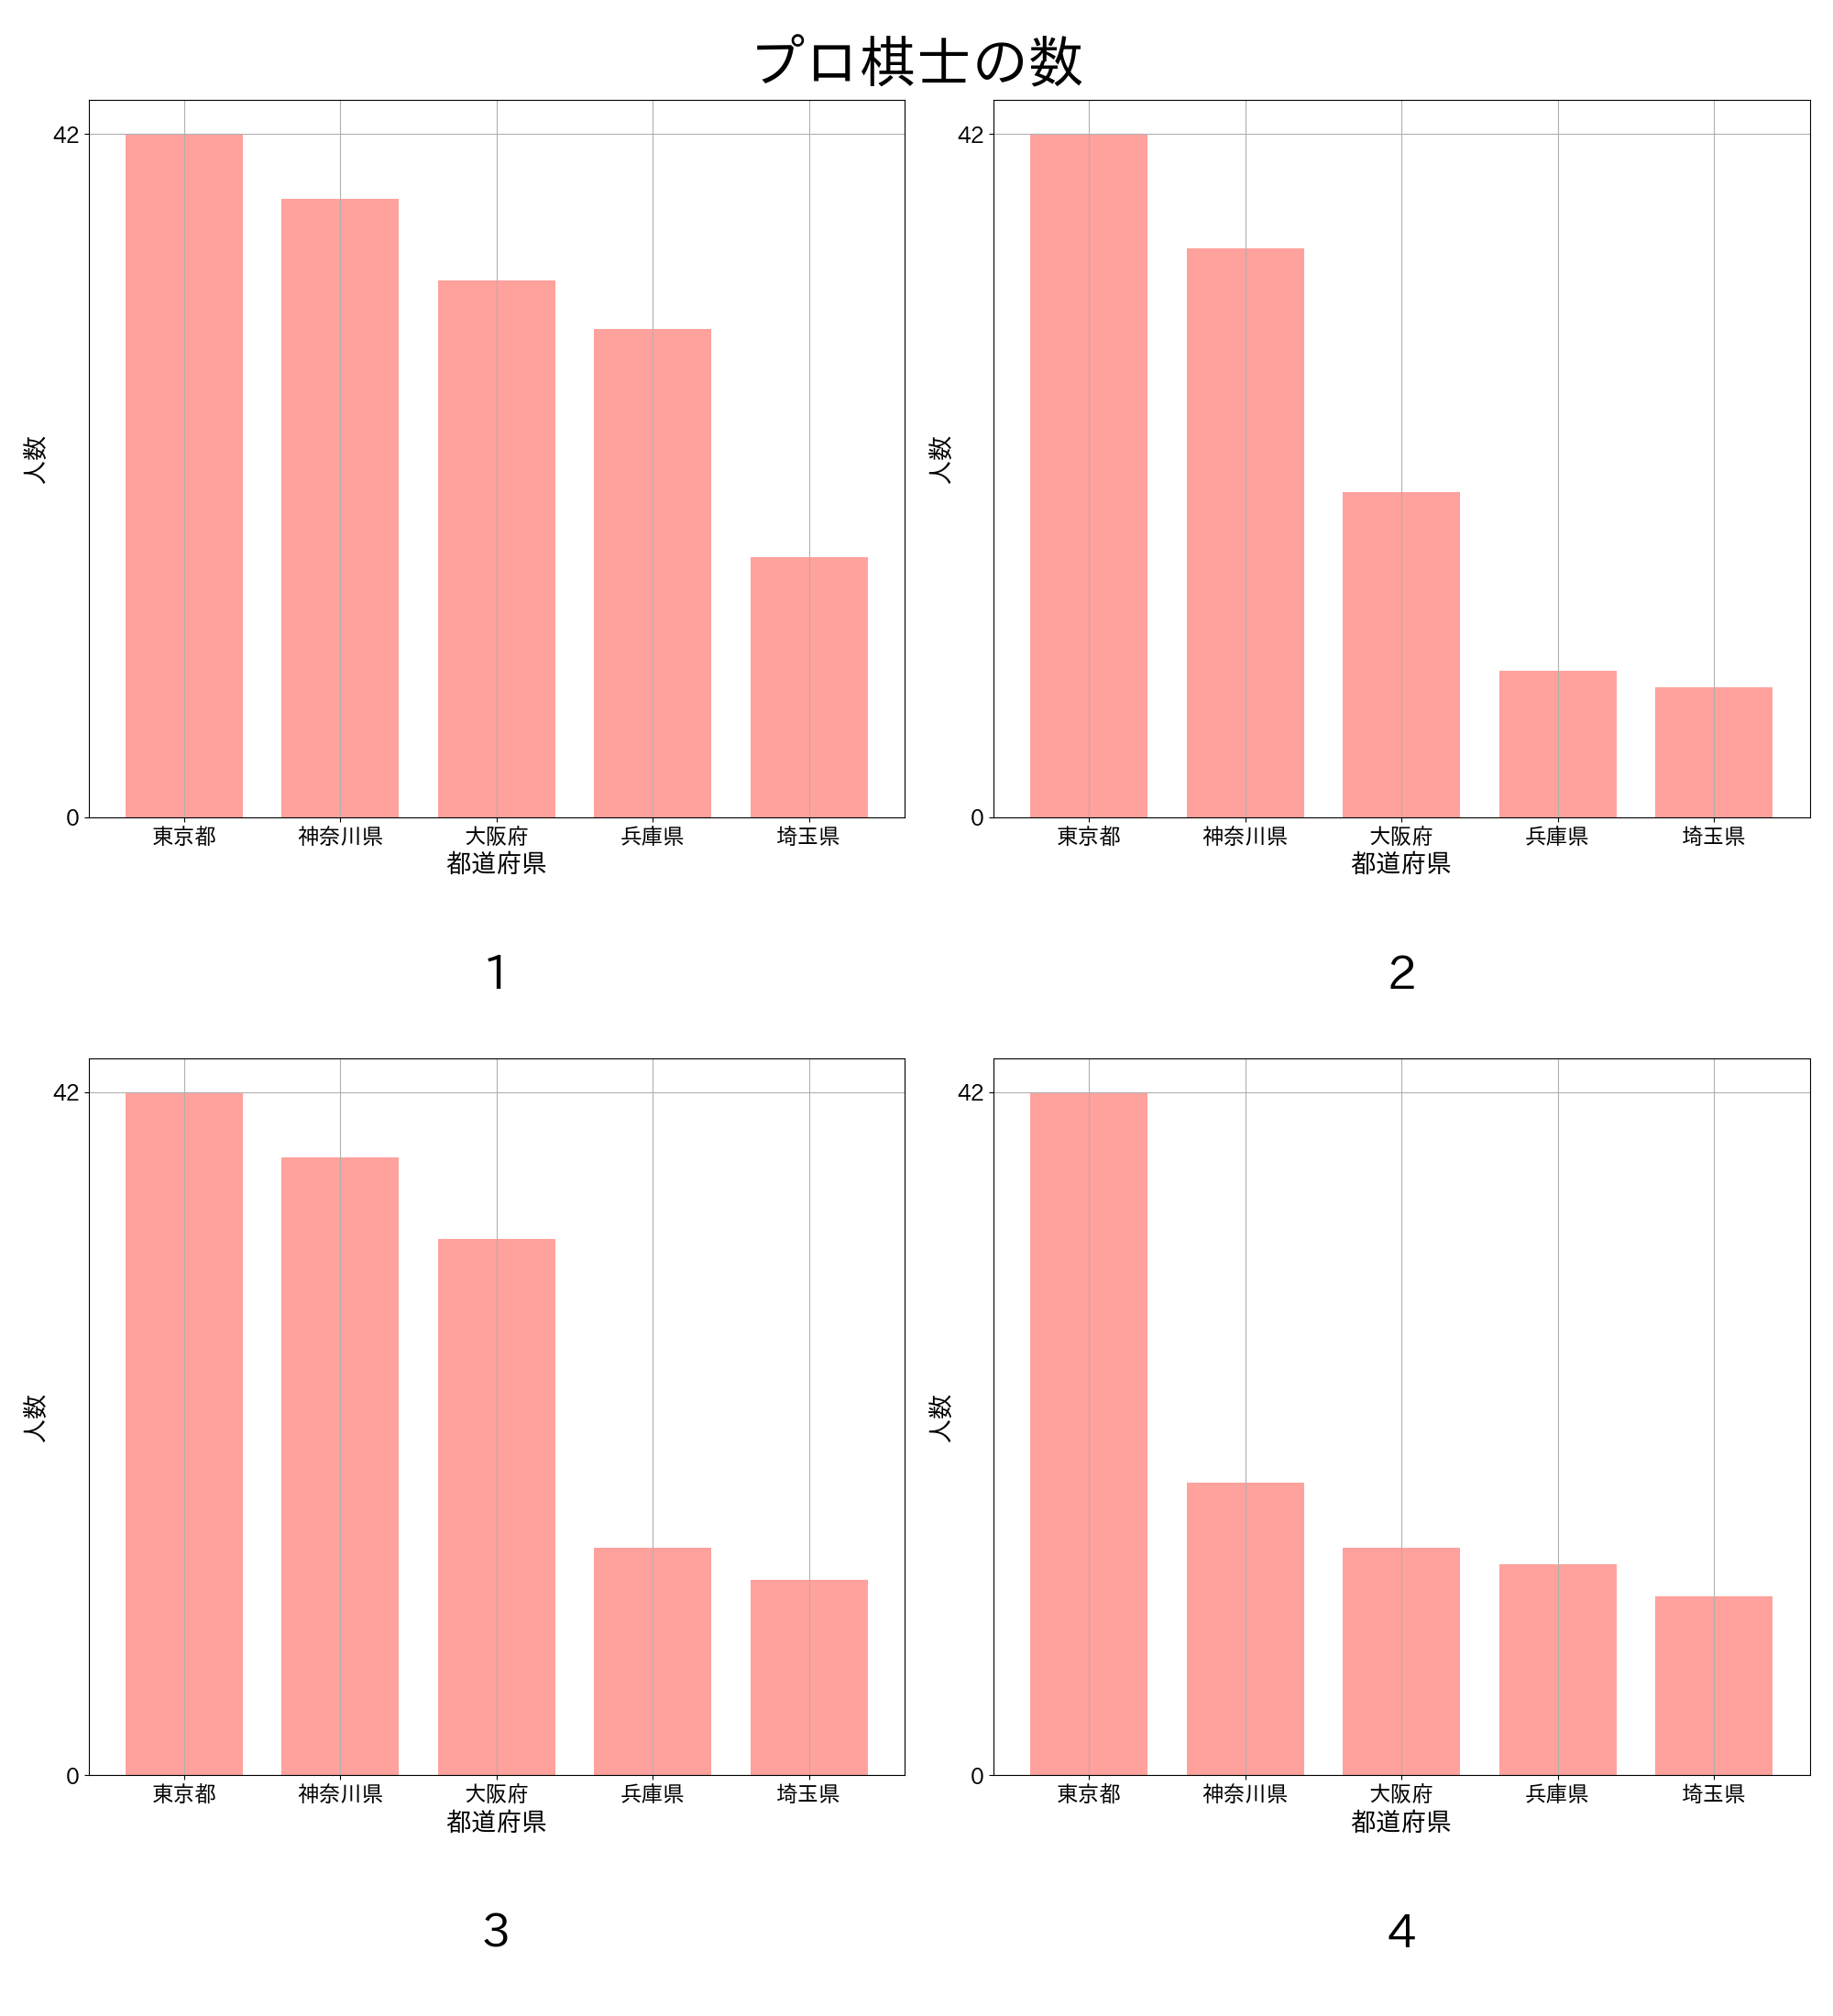 プロ棋士の数
42
0
人数
東京都 神奈川県 大阪府 兵庫県 埼玉県
都道府県
1
42
0
人数
東京都 神奈川県 大阪府 兵庫県 埼玉県
都道府県
2
42
0
人数
東京都 神奈川県 大阪府 兵庫県 埼玉県
都道府県
3
42
0
人数
東京都 神奈川県 大阪府 兵庫県 埼玉県
都道府県
4